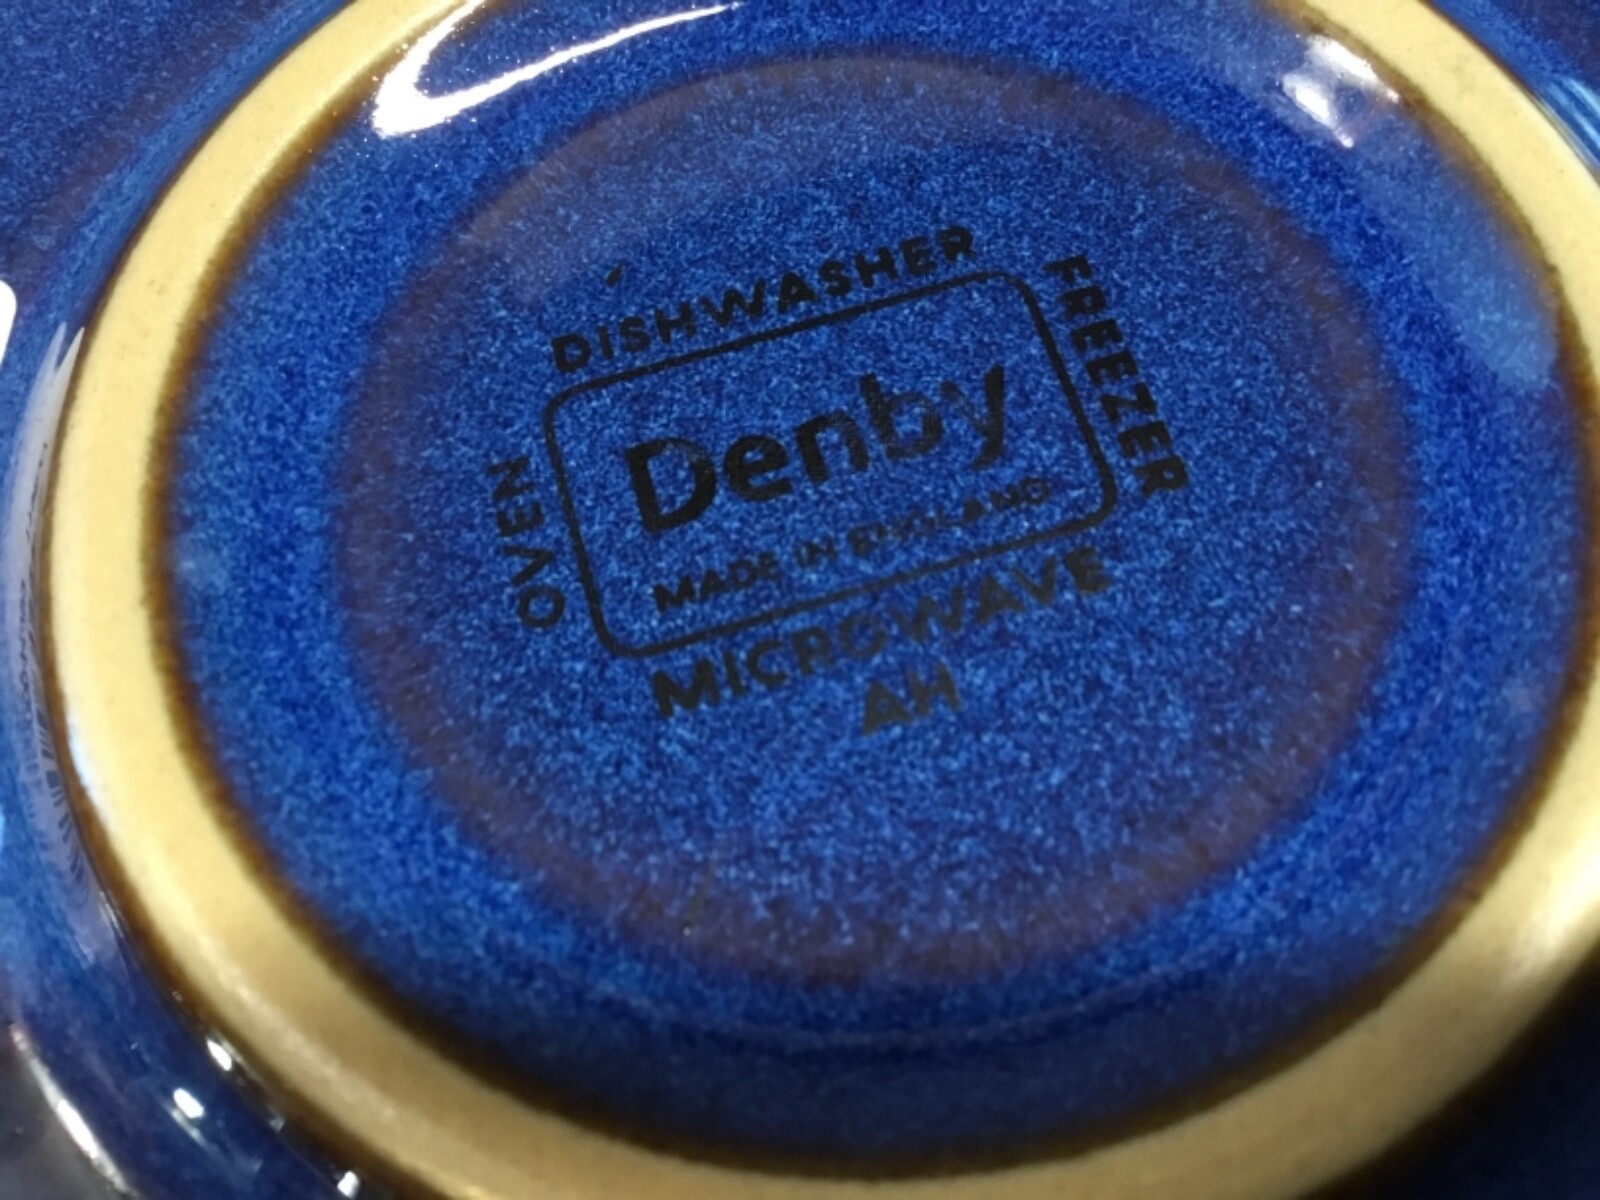 DISHWASHER
FREEZER
OVEN
Denby
MADE IN ENGLAND
MICROWAVE
AH